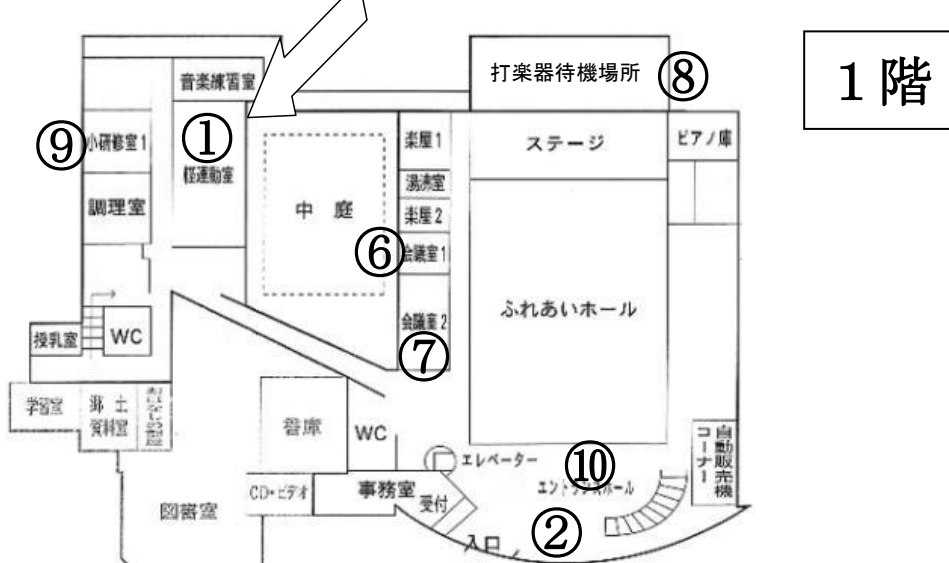 打楽器待機場所
⑧
1階
音楽練習室
①
軽運動室
⑨
小研修室1
調理室
中庭
楽屋1
湯沸室
楽屋2
⑥
会議室1
会議室2
⑦
ステージ
ピアノ庫
ふれあいホール
授乳室
WC
学習室
郷土
資料室
書庫
WC
エレベーター
⑩
エントランスホール
自動販売機
コーナー
CD・ビデオ
事務室
受付
図書室
入口
②